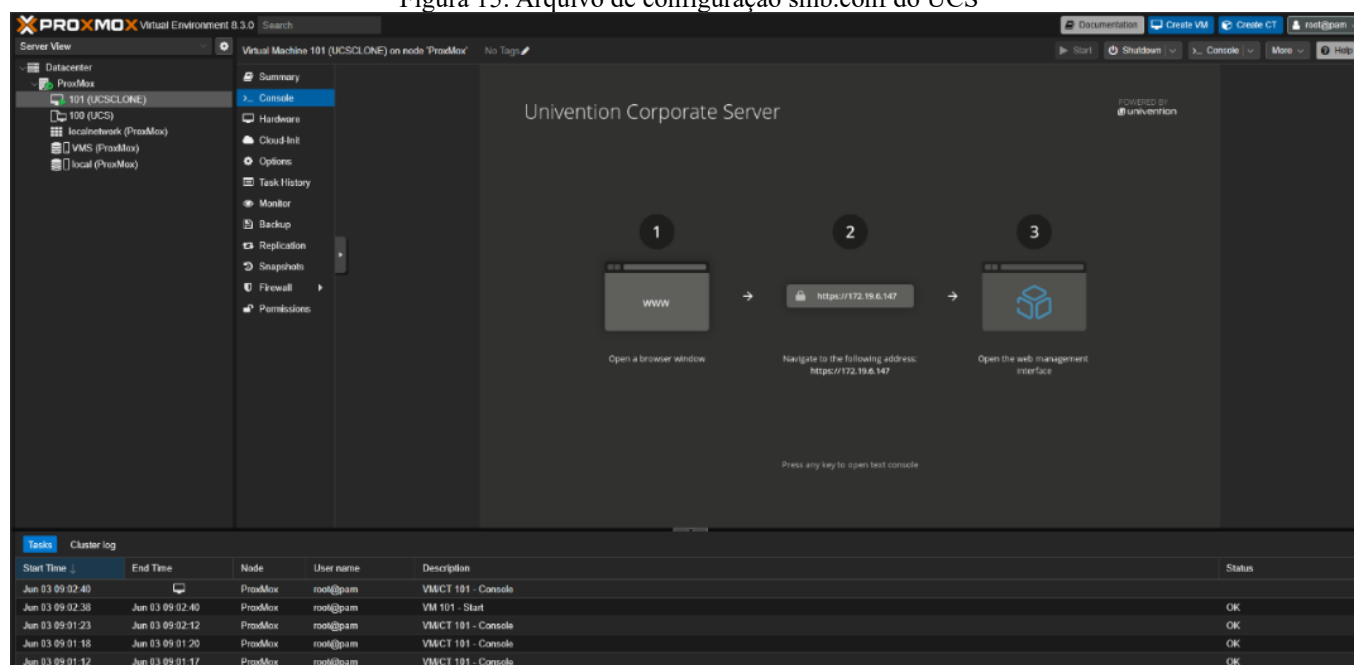 Figura 15: Arquivo de configuração smb.conf do UCS
PROXMOX Virtual Environment 8.3.0 Search
Documentation Create VM Create CT root@pam
Server View
Virtual Machine 101 (UCSCLONE) on node 'ProxMox' No Tags
Start Shutdown Console More Help
Datacenter
ProxMox
101 (UCSCLONE)
100 (UCS)
localnetwork (ProxMox)
VMS (ProxMox)
local (ProxMox)
Summary
>_ Console
Hardware
Cloud-Init
Options
Task History
Monitor
Backup
Replication
Snapshots
Firewall
Permissions
Univention Corporate Server
POWERED BY
univention
1 2 3
www → https://172.19.6.147 →
Open a browser window
Navigate to the following address:
https://172.19.6.147
Open the web management
interface
Press any key to open text console
Tasks Cluster log
Start Time ↓ End Time Node User name Description Status
Jun 03 09:02:40 ProxMox root@pam VM/CT 101 - Console
Jun 03 09:02:38 Jun 03 09:02:40 ProxMox root@pam VM 101 - Start OK
Jun 03 09:01:23 Jun 03 09:02:12 ProxMox root@pam VM/CT 101 - Console OK
Jun 03 09:01:18 Jun 03 09:01:20 ProxMox root@pam VM/CT 101 - Console OK
Jun 03 09:01:12 Jun 03 09:01:17 ProxMox root@pam VM/CT 101 - Console OK